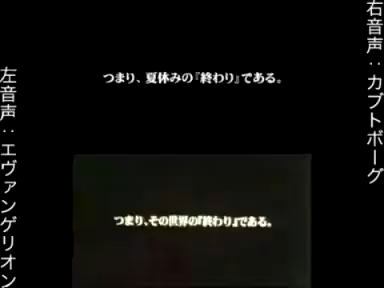 右音声：カブトボーグ
つまり、夏休みの『終わり』である。
左音声：エヴァンゲリオン
つまり、その世界の『終わり』である。